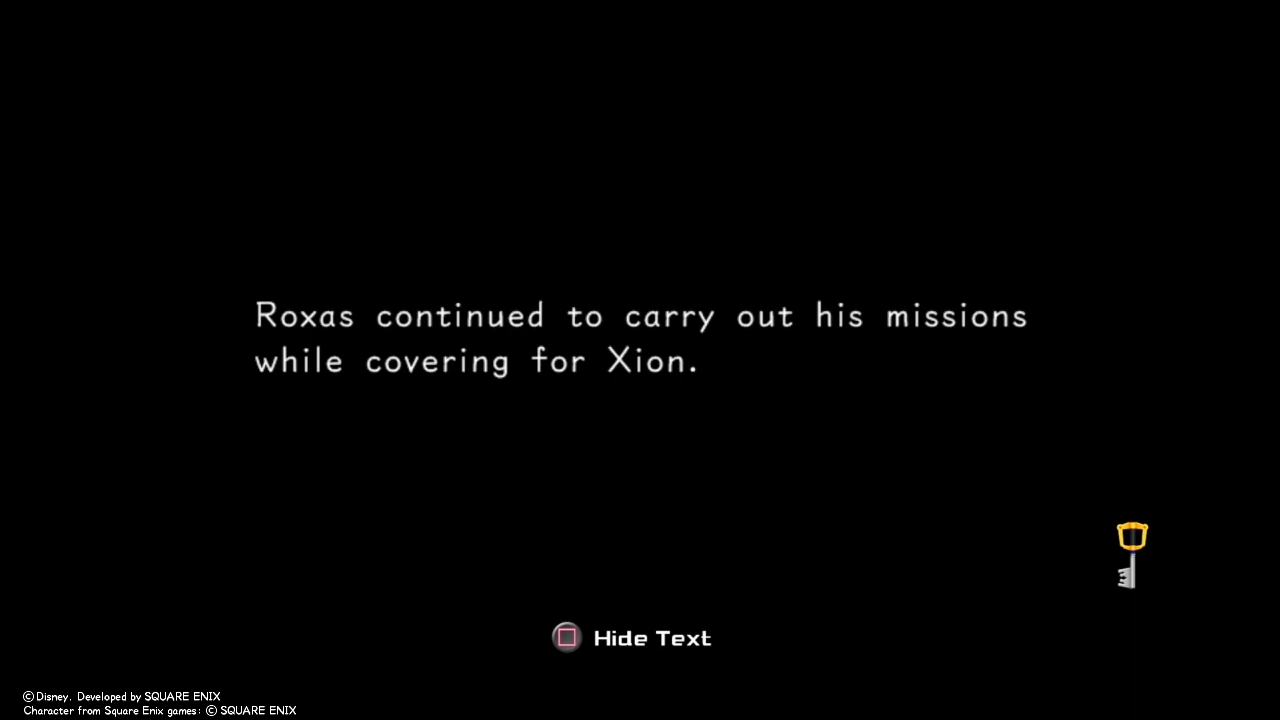 Roxas continued to carry out his missions
while covering for Xion.
Hide Text
©Disney. Developed by SQUARE ENIX
Character from Square Enix games: © SQUARE ENIX